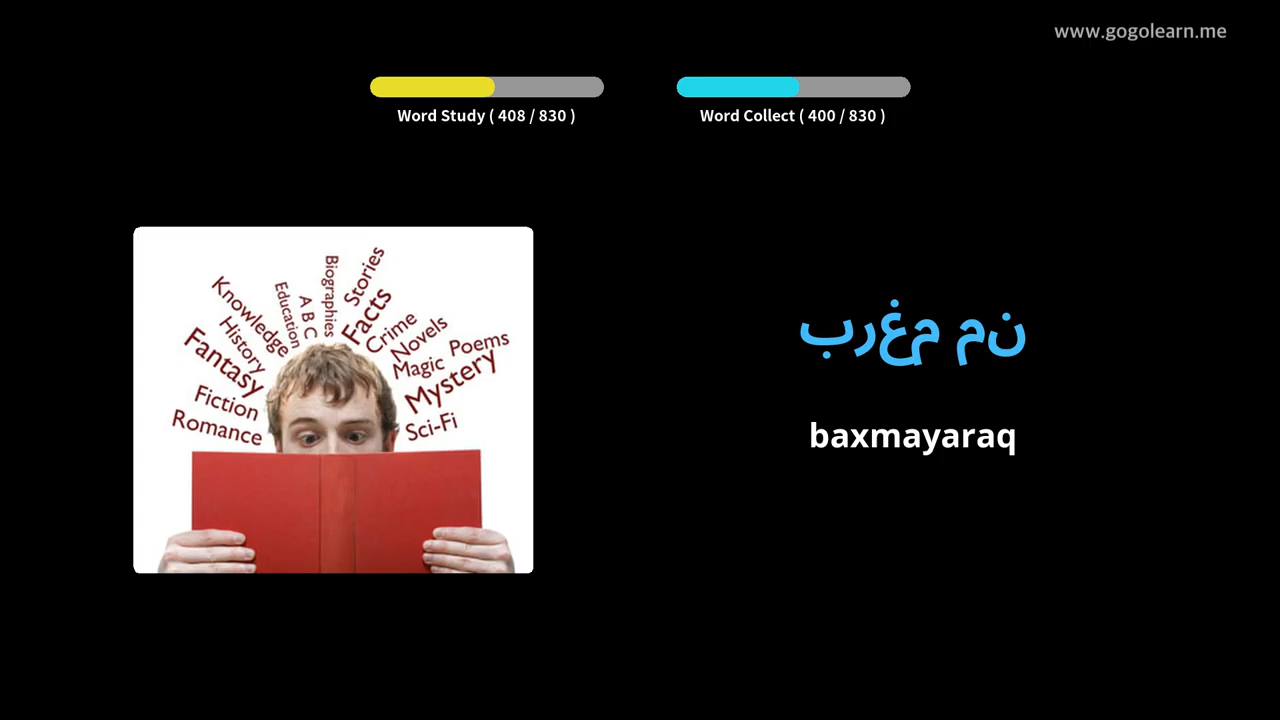 www.gogolearn.me
Word Study ( 408 / 830 )
Word Collect ( 400 / 830 )
Stories
Biographies
Facts
Education
A B C
Knowledge
Crime
Novels
History
Poems
Magic
Fantasy
Mystery
Fiction
Romance
Sci-Fi
برغم من
baxmayaraq